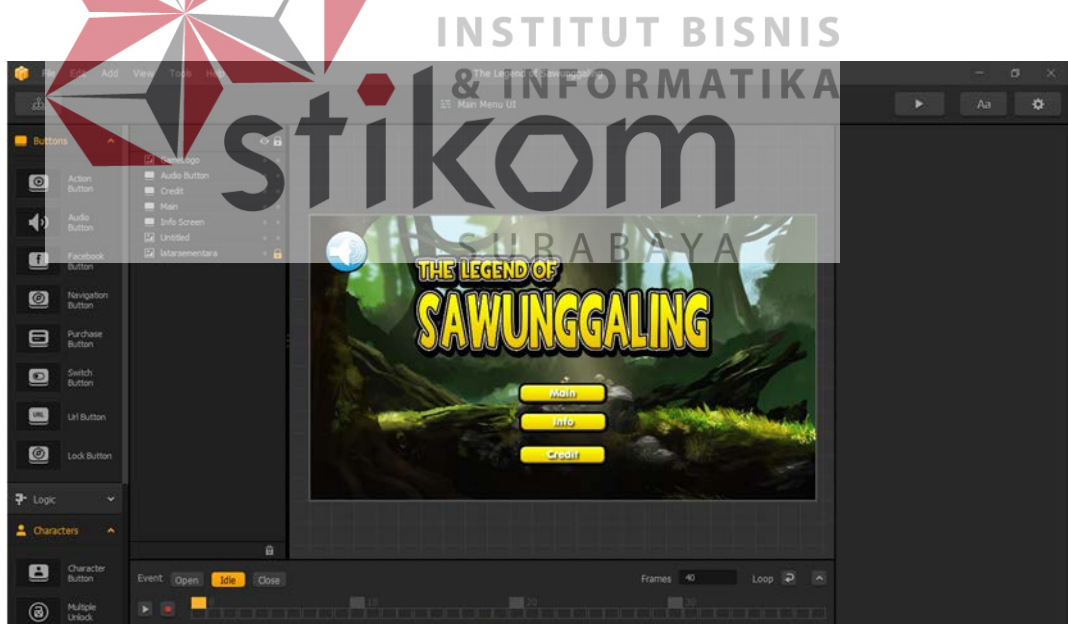 INSTITUT BISNIS
& INFORMATIKA
stikom
SURABAYA
File Edit Add View Tools Help
The Legend of Sawunggaling
Main Menu UI
Aa
Buttons
Action Button
Audio Button
Facebook Button
Navigation Button
Purchase Button
Switch Button
URL
Url Button
Lock Button
Logic
Characters
Character Button
Multiple Unlock
GameLogo
Audio Button
Credit
Main
Info Screen
Untitled
latarsementara
THE LEGEND OF
SAWUNGGALING
Main
Info
Credit
Event Open Idle Close
Frames 40 Loop
0 10 20 30